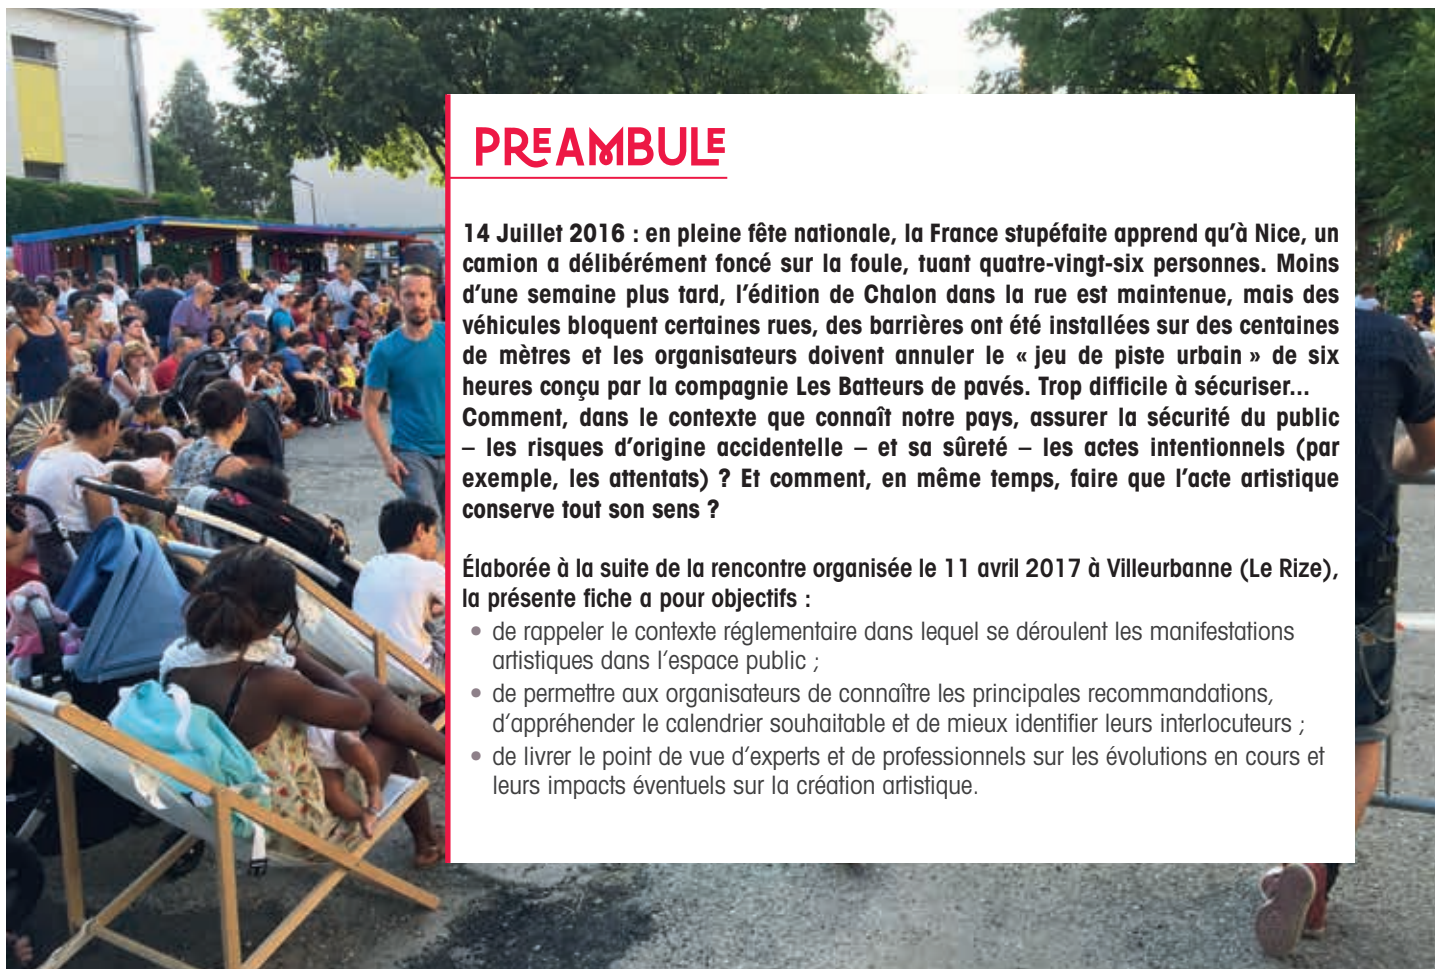 PREAMBULE
14 Juillet 2016 : en pleine fête nationale, la France stupéfaite apprend qu’à Nice, un
camion a délibérément foncé sur la foule, tuant quatre-vingt-six personnes. Moins
d’une semaine plus tard, l’édition de Chalon dans la rue est maintenue, mais des
véhicules bloquent certaines rues, des barrières ont été installées sur des centaines
de mètres et les organisateurs doivent annuler le « jeu de piste urbain » de six
heures conçu par la compagnie Les Batteurs de pavés. Trop difficile à sécuriser...
Comment, dans le contexte que connaît notre pays, assurer la sécurité du public
– les risques d’origine accidentelle – et sa sûreté – les actes intentionnels (par
exemple, les attentats) ? Et comment, en même temps, faire que l’acte artistique
conserve tout son sens ?
Élaborée à la suite de la rencontre organisée le 11 avril 2017 à Villeurbanne (Le Rize),
la présente fiche a pour objectifs :
• de rappeler le contexte réglementaire dans lequel se déroulent les manifestations
artistiques dans l’espace public ;
• de permettre aux organisateurs de connaître les principales recommandations,
d’appréhender le calendrier souhaitable et de mieux identifier leurs interlocuteurs ;
• de livrer le point de vue d’experts et de professionnels sur les évolutions en cours et
leurs impacts éventuels sur la création artistique.